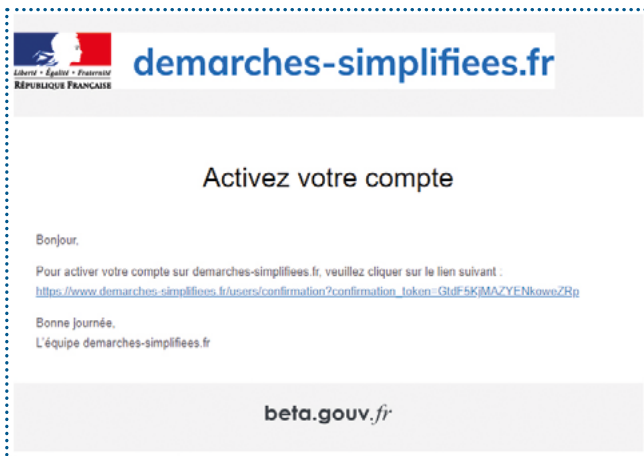 Liberté • Égalité • Fraternité
RÉPUBLIQUE FRANÇAISE
demarches-simplifiees.fr
Activez votre compte
Bonjour,
Pour activer votre compte sur demarches-simplifiees.fr, veuillez cliquer sur le lien suivant :
https://www.demarches-simplifiees.fr/users/confirmation?confirmation_token=GtdF5KjMAZYENkoweZRp
Bonne journée,
L'équipe demarches-simplifiees.fr
beta.gouv.fr